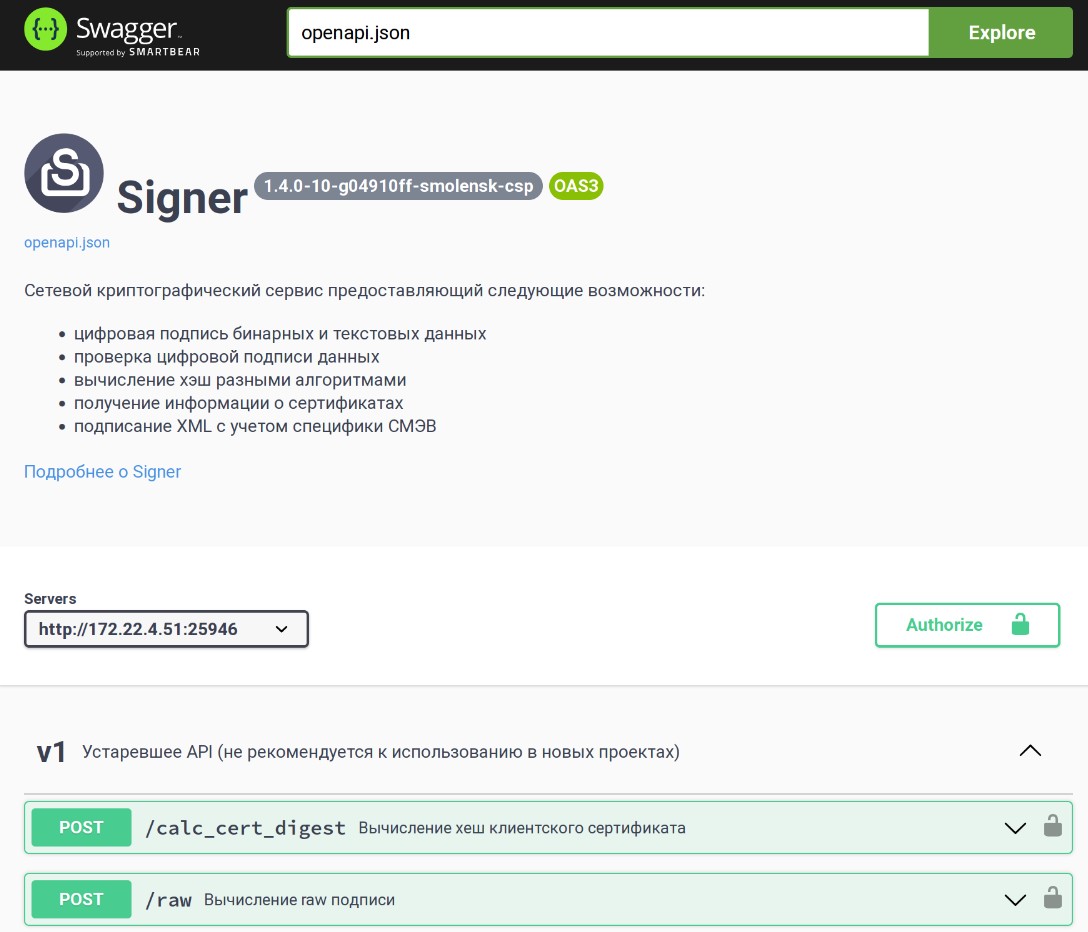 Swagger
Supported by SMARTBEAR
openapi.json
Explore
Signer 1.4.0-10-g04910ff-smolensk-csp OAS3
openapi.json
Сетевой криптографический сервис предоставляющий следующие возможности:
цифровая подпись бинарных и текстовых данных
проверка цифровой подписи данных
вычисление хэш разными алгоритмами
получение информации о сертификатах
подписание XML с учетом специфики СМЭВ
Подробнее о Signer
Servers
http://172.22.4.51:25946
Authorize
v1 Устаревшее API (не рекомендуется к использованию в новых проектах)
POST /calc_cert_digest Вычисление хеш клиентского сертификата
POST /raw Вычисление raw подписи